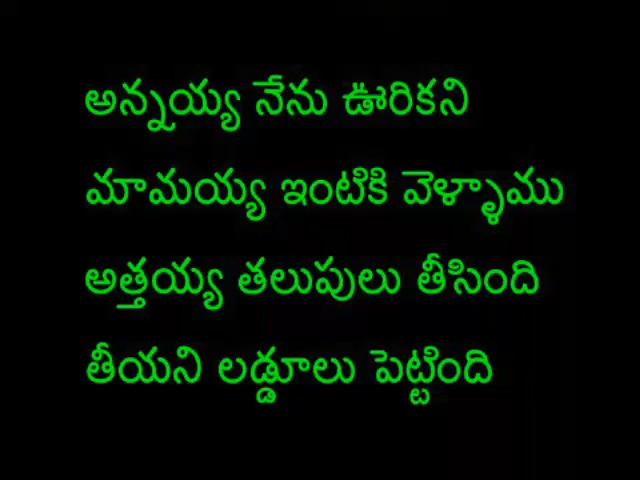 అన్నయ్య నేను ఊరికని
మామయ్య ఇంటికి వెళ్ళాము
అత్తయ్య తలుపులు తీసింది
తీయని లడ్డూలు పెట్టింది